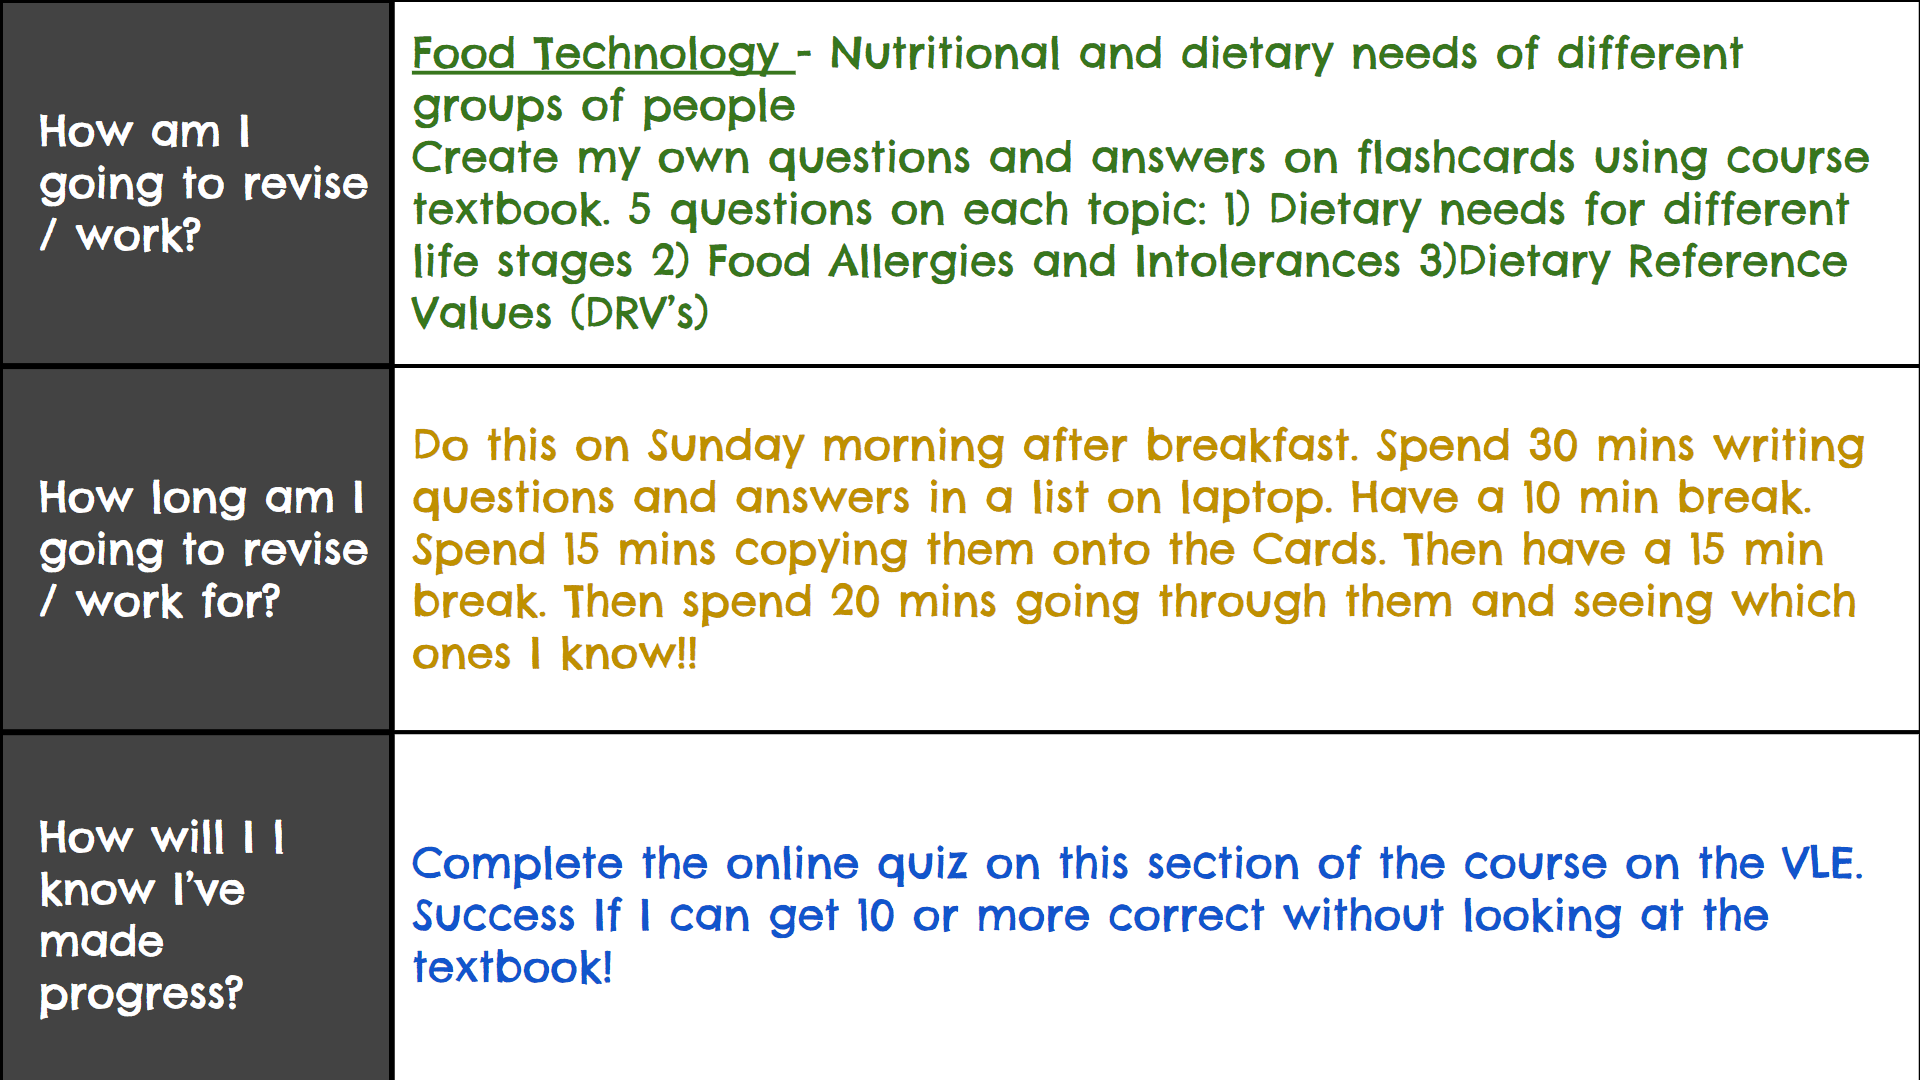 How am I
going to revise
/ work?
Food Technology - Nutritional and dietary needs of different
groups of people
Create my own questions and answers on flashcards using course
textbook. 5 questions on each topic: 1) Dietary needs for different
life stages 2) Food Allergies and Intolerances 3)Dietary Reference
Values (DRV’s)
How long am I
going to revise
/ work for?
Do this on Sunday morning after breakfast. Spend 30 mins writing
questions and answers in a list on laptop. Have a 10 min break.
Spend 15 mins copying them onto the Cards. Then have a 15 min
break. Then spend 20 mins going through them and seeing which
ones I know!!
How will I I
know I’ve
made
progress?
Complete the online quiz on this section of the course on the VLE.
Success If I can get 10 or more correct without looking at the
textbook!